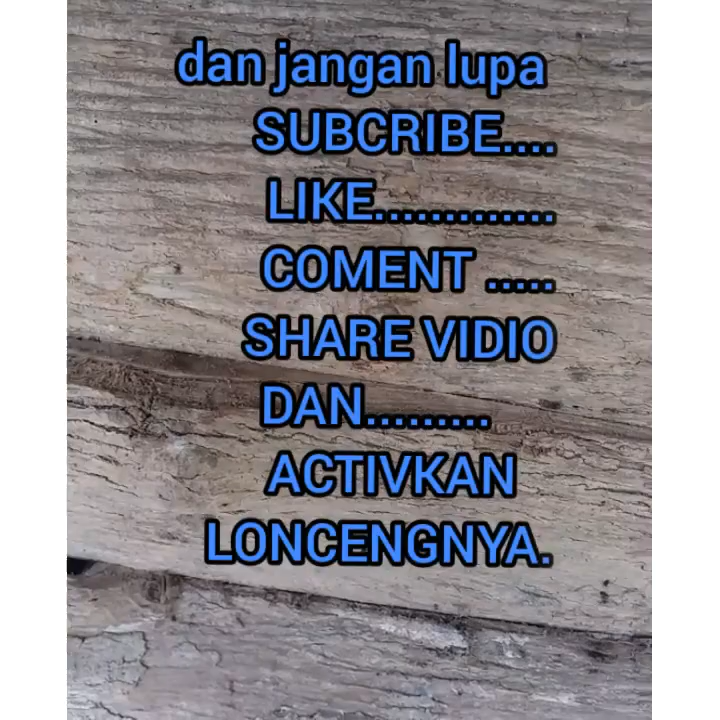 dan jangan lupa
SUBCRIBE....
LIKE.............
COMENT .....
SHARE VIDIO
DAN.........
ACTIVKAN
LONCENGNYA.